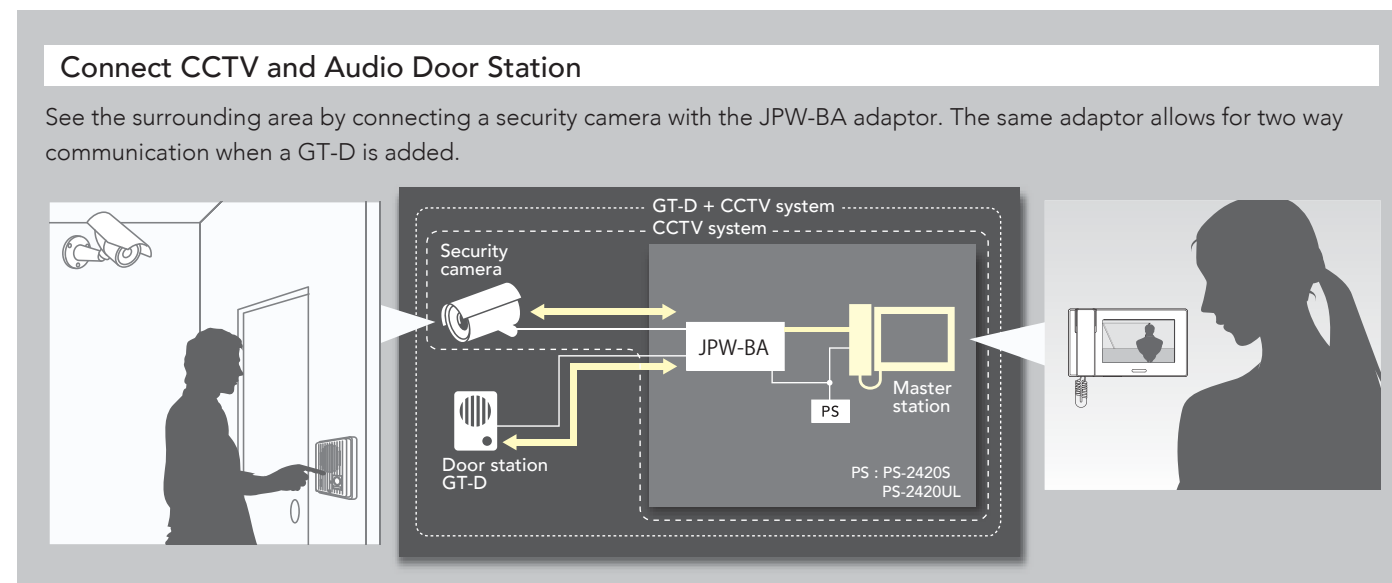 Connect CCTV and Audio Door Station
See the surrounding area by connecting a security camera with the JPW-BA adaptor. The same adaptor allows for two way
communication when a GT-D is added.
GT-D + CCTV system
CCTV system
Security
camera
JPW-BA
Master
station
PS
Door station
GT-D
PS : PS-2420S
PS-2420UL